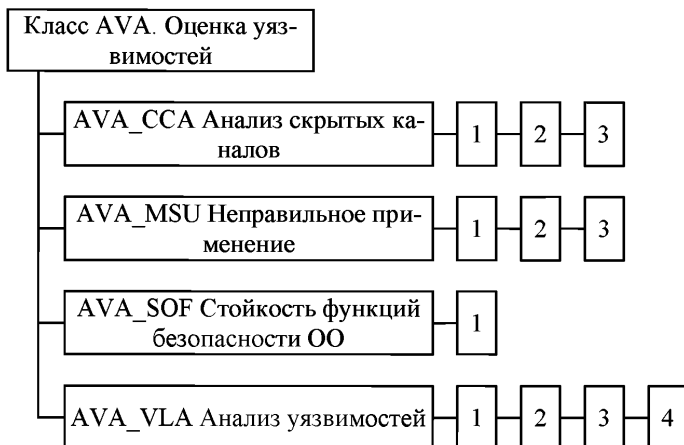 Класс AVA. Оценка уяз-
вимостей
AVA_CCA Анализ скрытых ка-
налов
1 2 3
AVA_MSU Неправильное при-
менение
1 2 3
AVA_SOF Стойкость функций
безопасности ОО
1
AVA_VLA Анализ уязвимостей
1 2 3 4